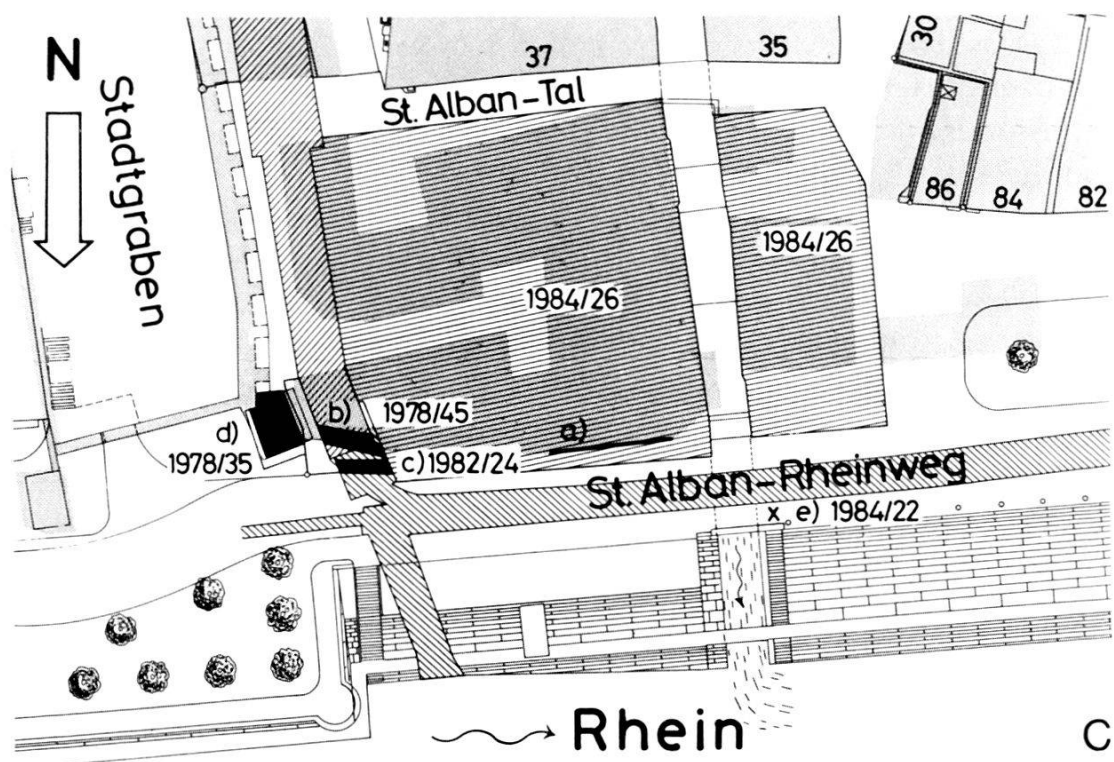 N
Stadtgraben
37
35
30
St. Alban-Tal
86
84
82
1984/26
1984/26
b)
1978/45
a)
d)
1978/35
c) 1982/24
St. Alban-Rheinweg
x e) 1984/22
Rhein
C